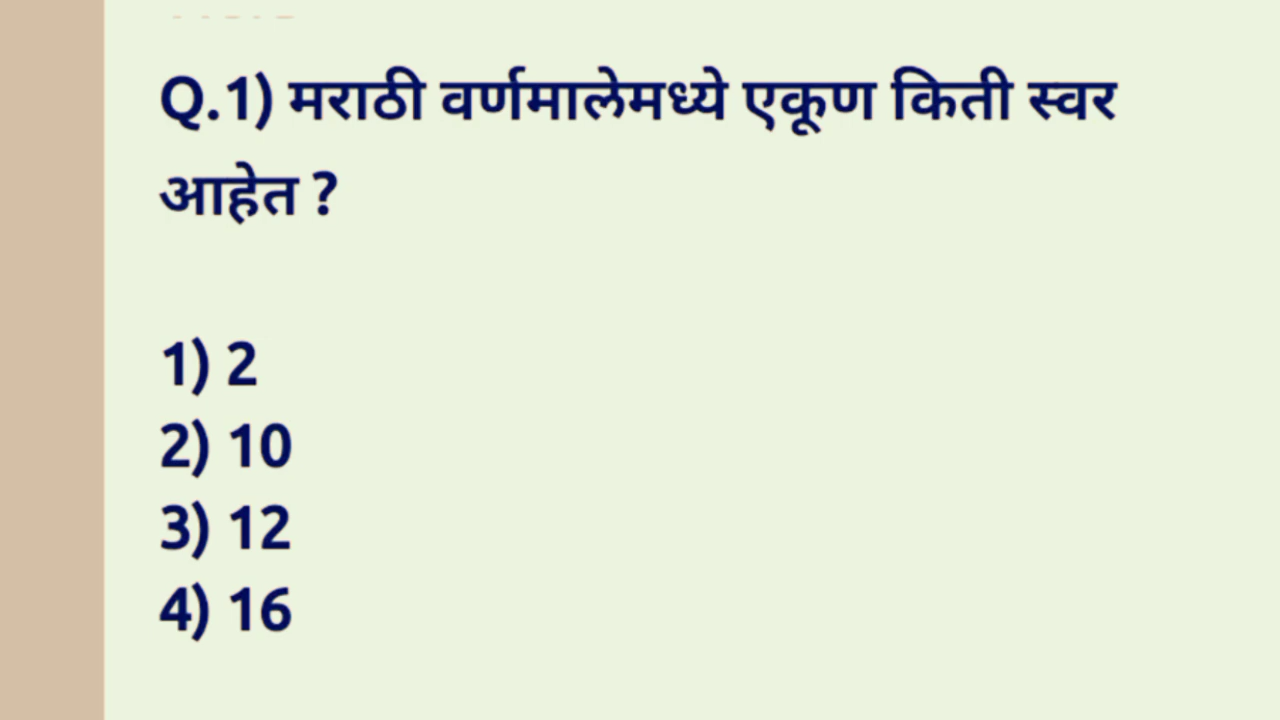 Q.1) मराठी वर्णमालेमध्ये एकूण किती स्वर
आहेत ?
1) 2
2) 10
3) 12
4) 16